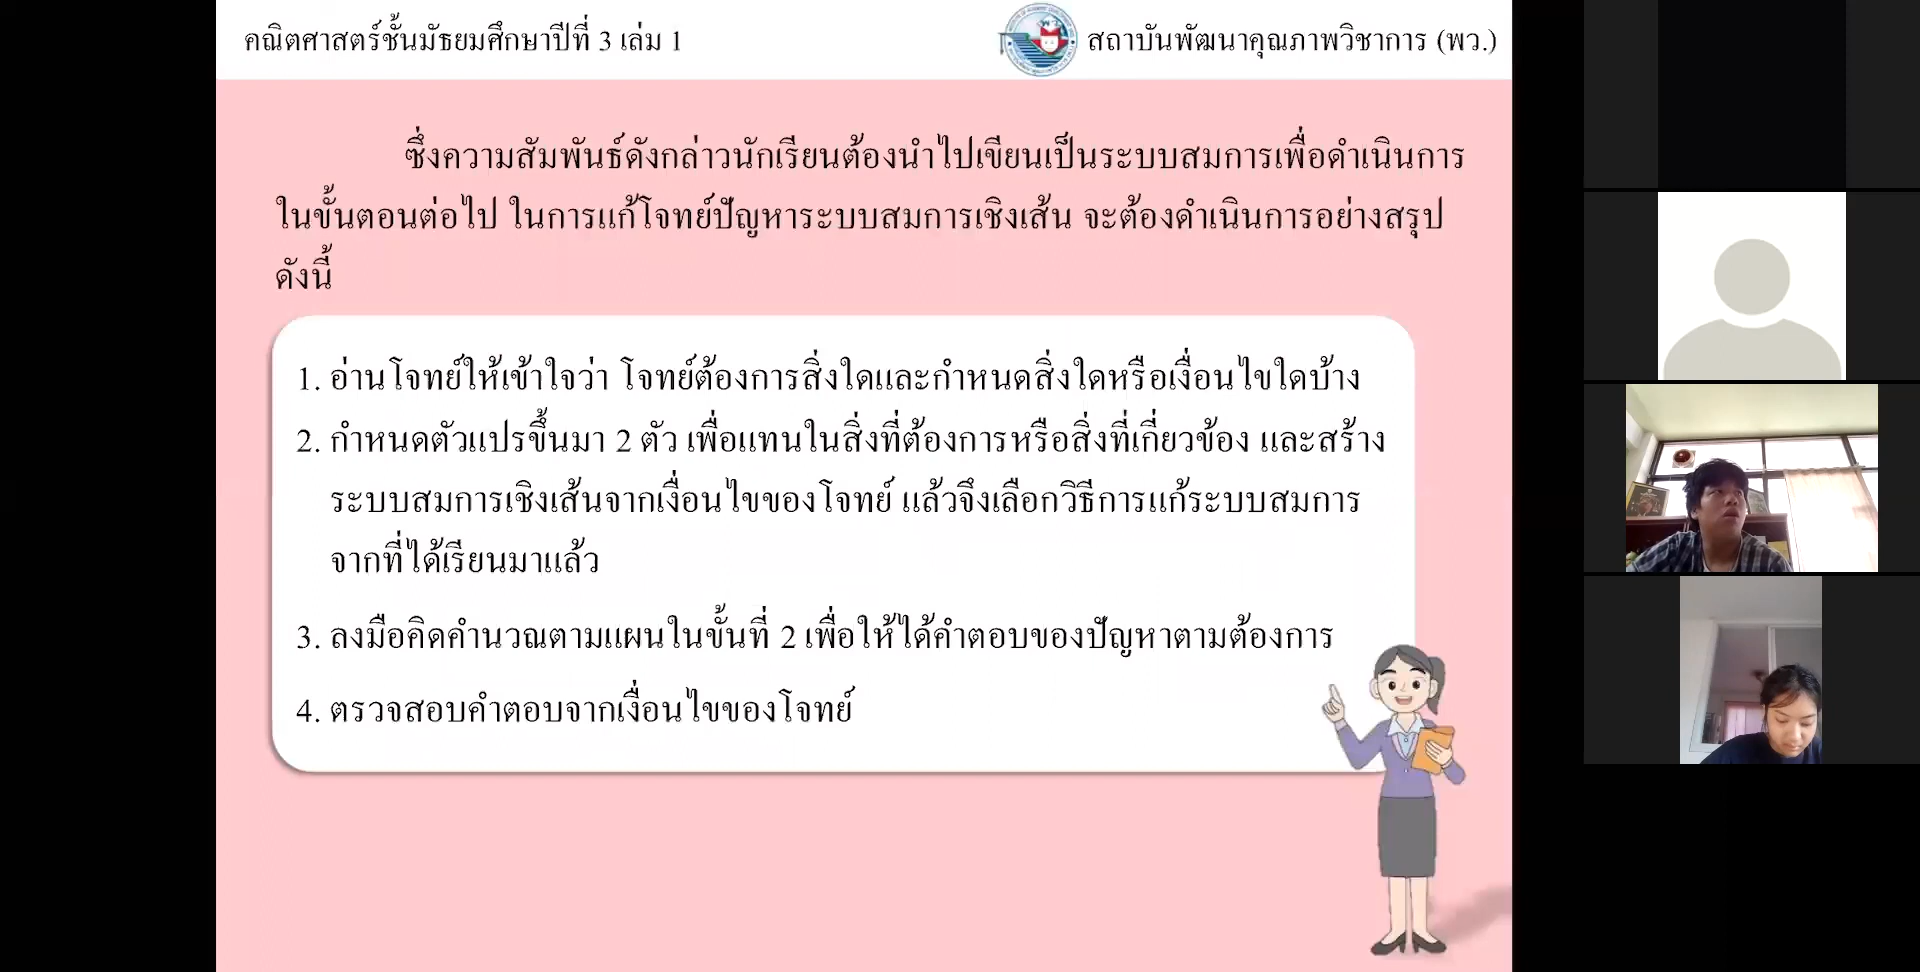 คณิตศาสตร์ชั้นมัธยมศึกษาปีที่ 3 เล่ม 1
สถาบันพัฒนาคุณภาพวิชาการ (พว.)
ซึ่งความสัมพันธ์ดังกล่าวนักเรียนต้องนำไปเขียนเป็นระบบสมการเพื่อดำเนินการ
ในขั้นตอนต่อไป ในการแก้โจทย์ปัญหาระบบสมการเชิงเส้น จะต้องดำเนินการอย่างสรุป
ดังนี้
1. อ่านโจทย์ให้เข้าใจว่า โจทย์ต้องการสิ่งใดและกำหนดสิ่งใดหรือเงื่อนไขใดบ้าง
2. กำหนดตัวแปรขึ้นมา 2 ตัว เพื่อแทนในสิ่งที่ต้องการหรือสิ่งที่เกี่ยวข้อง และสร้าง
ระบบสมการเชิงเส้นจากเงื่อนไขของโจทย์ แล้วจึงเลือกวิธีการแก้ระบบสมการ
จากที่ได้เรียนมาแล้ว
3. ลงมือคิดคำนวณตามแผนในขั้นที่ 2 เพื่อให้ได้คำตอบของปัญหาตามต้องการ
4. ตรวจสอบคำตอบจากเงื่อนไขของโจทย์